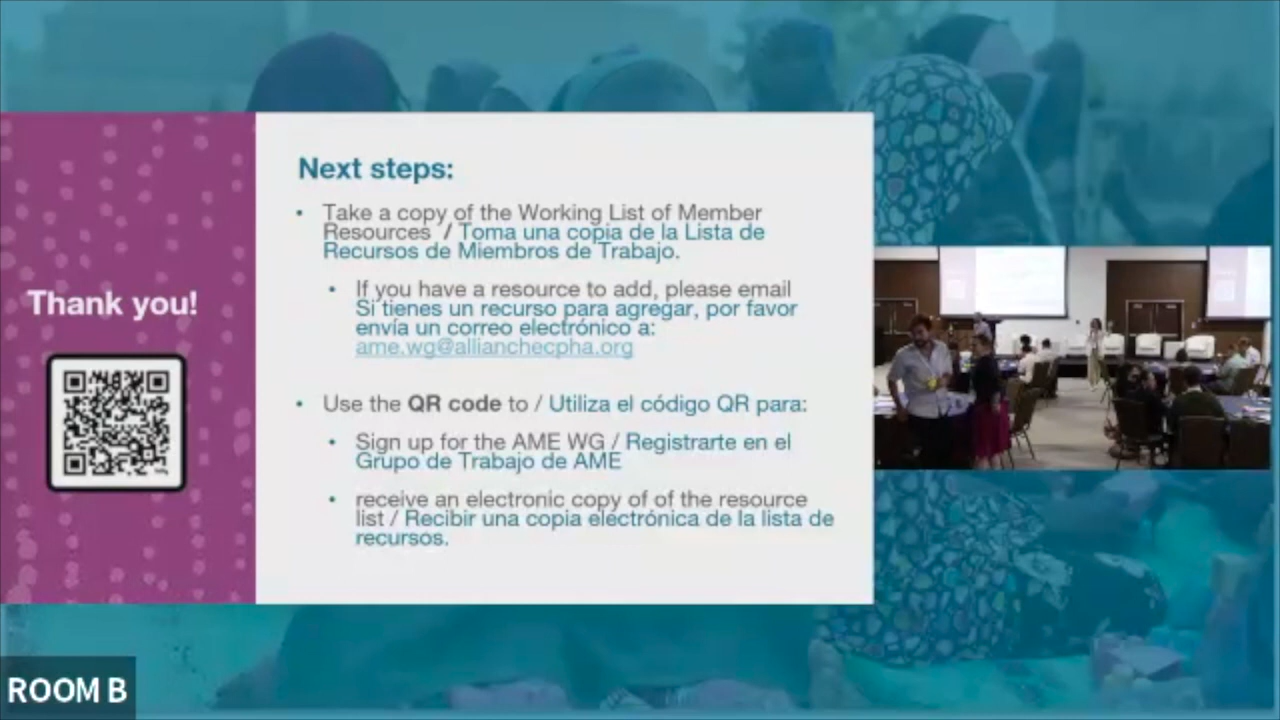 Next steps:
• Take a copy of the Working List of Member
Resources / Toma una copia de la Lista de
Recursos de Miembros de Trabajo.
• If you have a resource to add, please email
Si tienes un recurso para agregar, por favor
envía un correo electrónico a:
ame.wg@allianchecpha.org
Thank you!
• Use the QR code to / Utiliza el código QR para:
• Sign up for the AME WG / Registrarte en el
Grupo de Trabajo de AME
• receive an electronic copy of of the resource
list / Recibir una copia electrónica de la lista de
recursos.
ROOM B